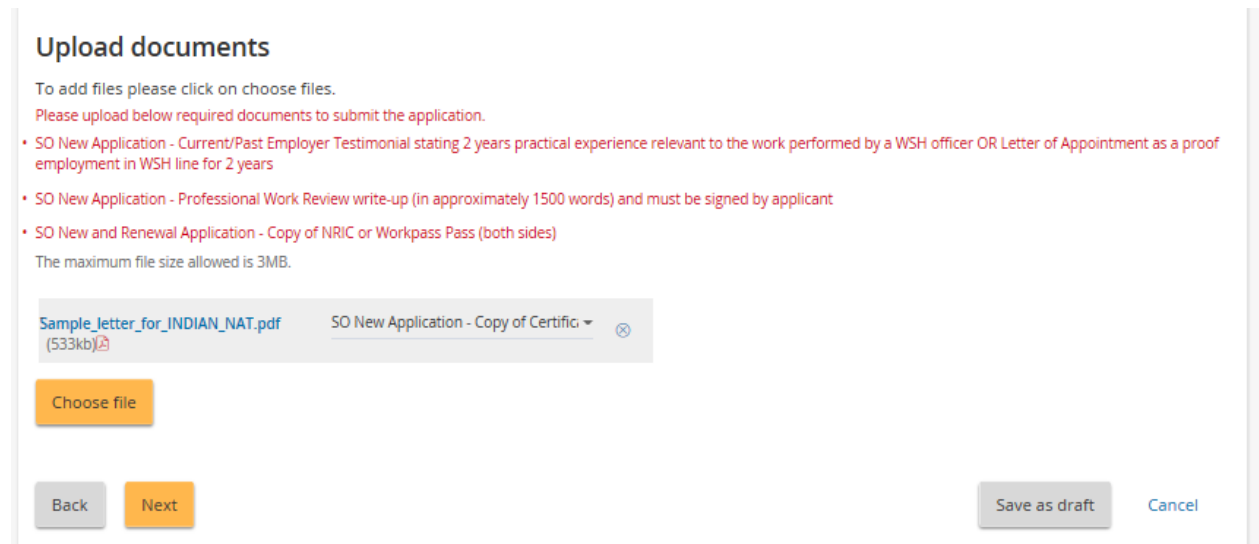 Upload documents
To add files please click on choose files.
Please upload below required documents to submit the application.
• SO New Application - Current/Past Employer Testimonial stating 2 years practical experience relevant to the work performed by a WSH officer OR Letter of Appointment as a proof
employment in WSH line for 2 years
• SO New Application - Professional Work Review write-up (in approximately 1500 words) and must be signed by applicant
• SO New and Renewal Application - Copy of NRIC or Workpass Pass (both sides)
The maximum file size allowed is 3MB.
Sample_letter_for_INDIAN_NAT.pdf SO New Application - Copy of Certific
(533kb)
Choose file
Back Next Save as draft Cancel